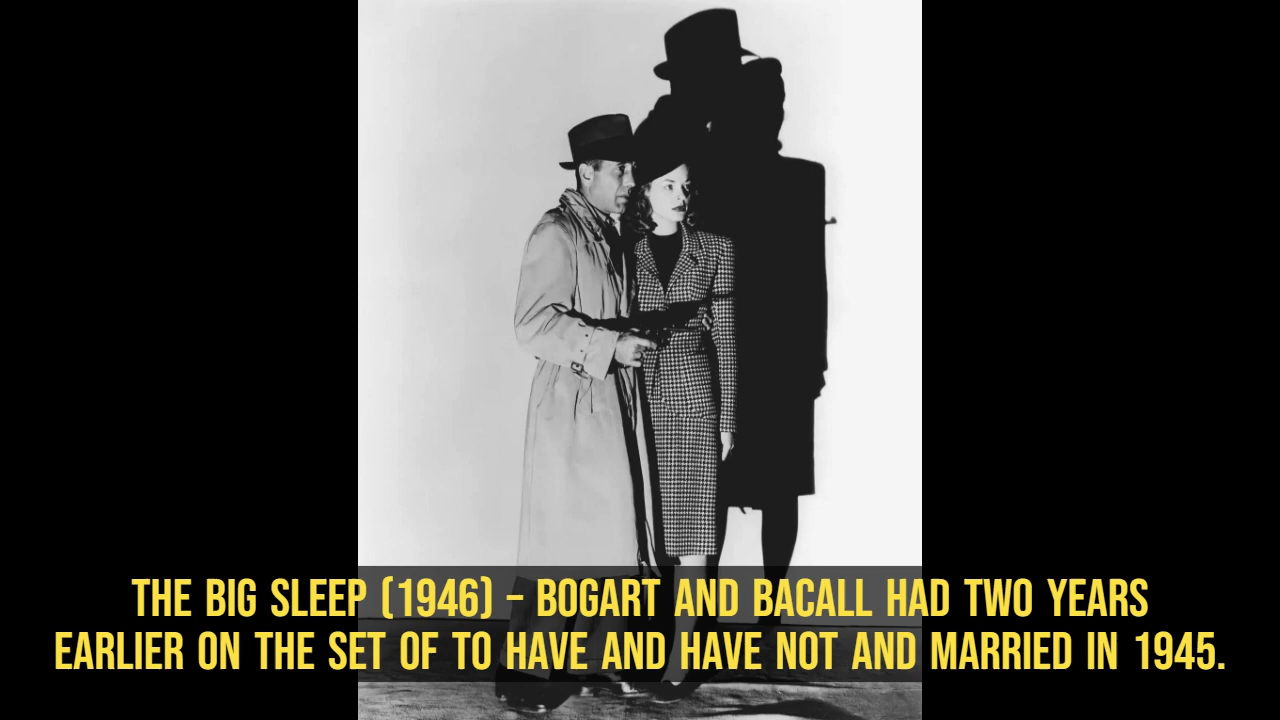 THE BIG SLEEP (1946) – BOGART AND BACALL HAD TWO YEARS
EARLIER ON THE SET OF TO HAVE AND HAVE NOT AND MARRIED IN 1945.